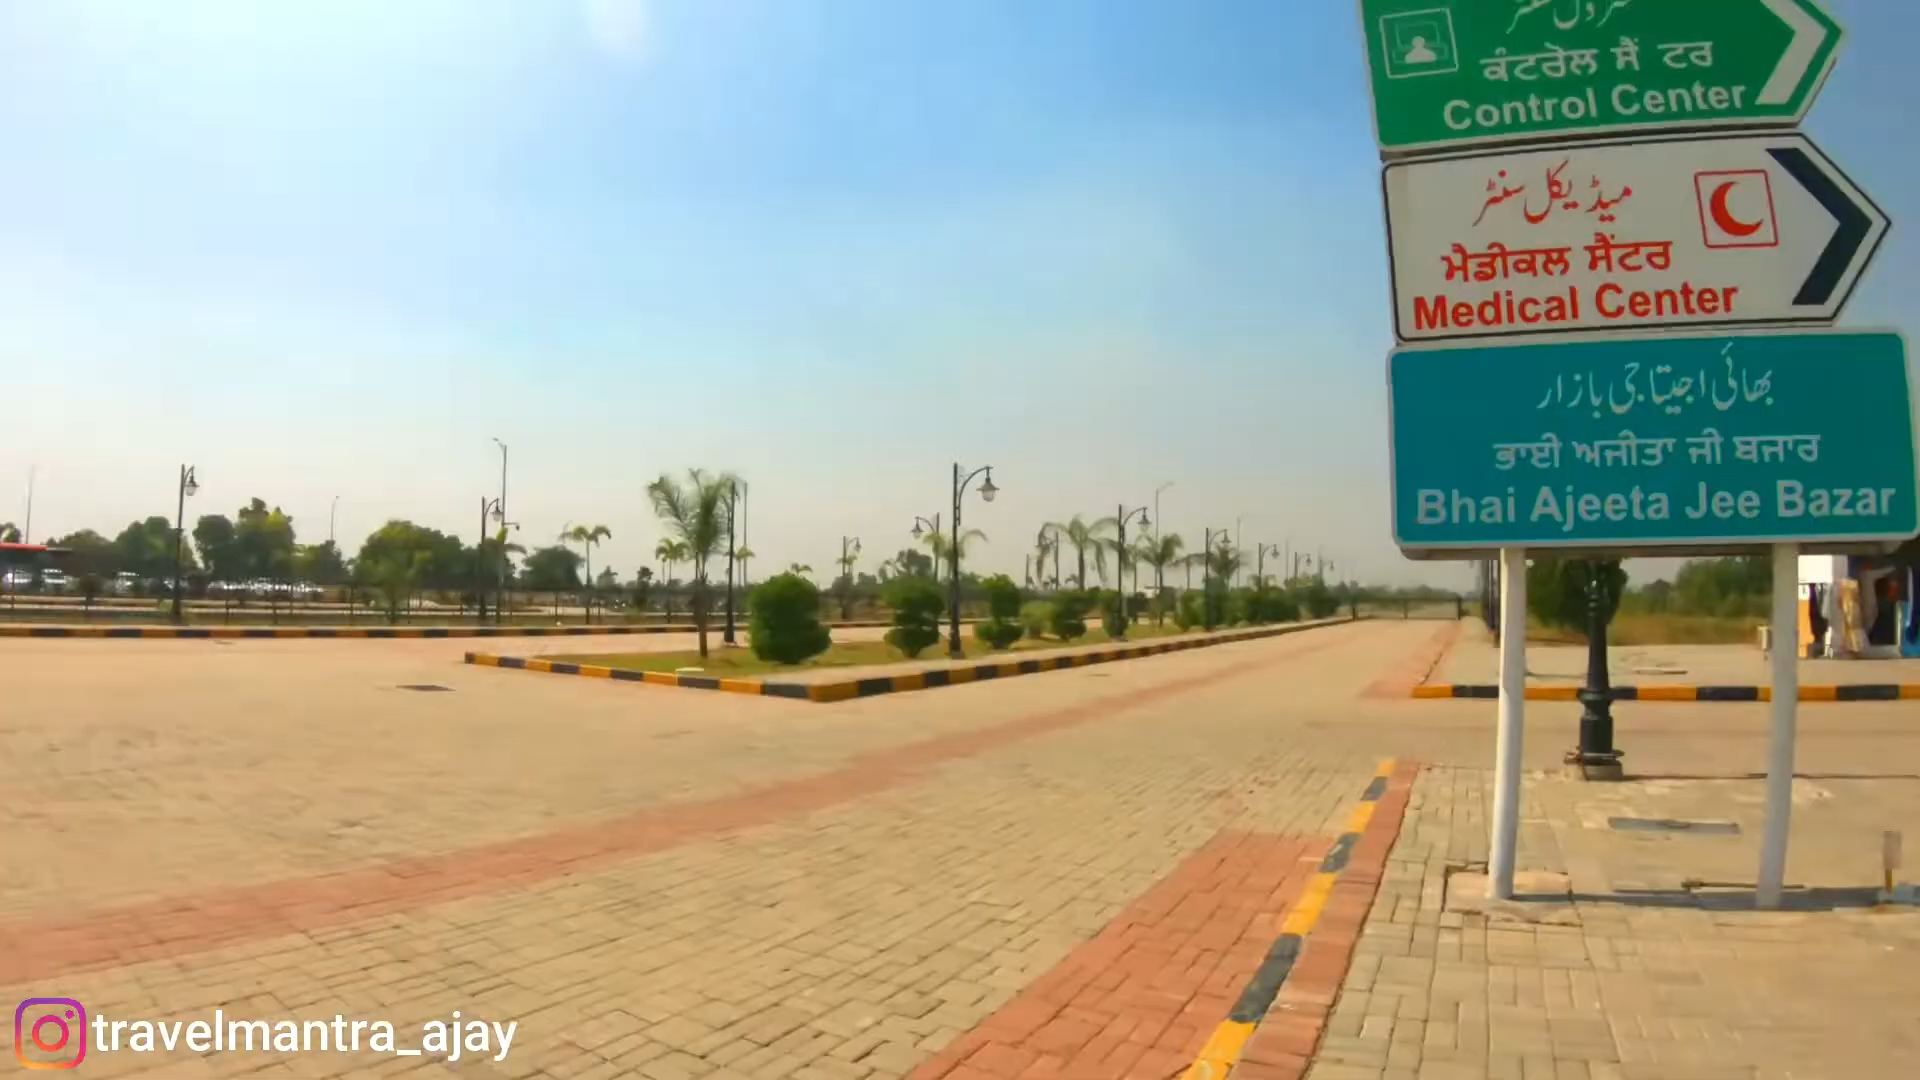 کنٹرول سنٹر
ਕੰਟਰੋਲ ਸੈਂ ਟਰ
Control Center
میڈیکل سنٹر
ਮੈਡੀਕਲ ਸੈਂਟਰ
Medical Center
بھائی اجیتا جی بازار
ਭਾਈ ਅਜੀਤਾ ਜੀ ਬਜਾਰ
Bhai Ajeeta Jee Bazar
travelmantra_ajay